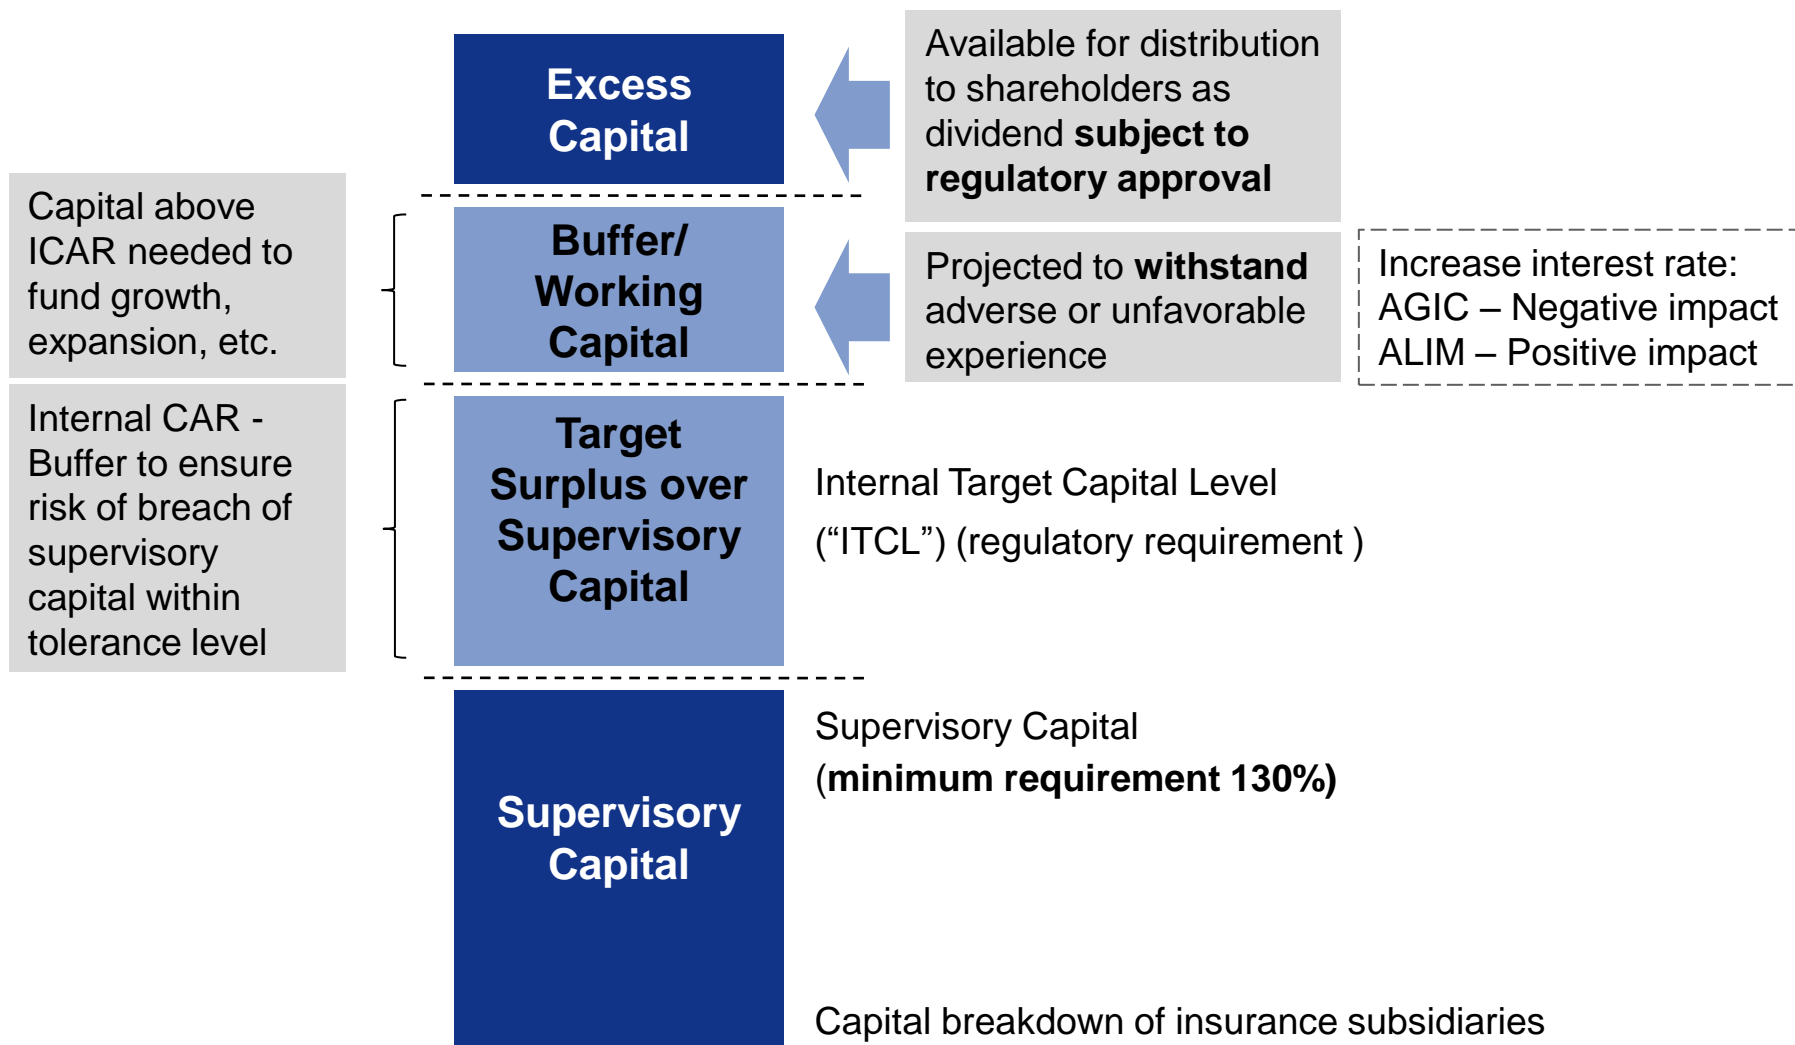 Excess
Capital
Available for distribution
to shareholders as
dividend subject to
regulatory approval
Capital above
ICAR needed to
fund growth,
expansion, etc.
Buffer/
Working
Capital
Projected to withstand
adverse or unfavorable
experience
Increase interest rate:
AGIC – Negative impact
ALIM – Positive impact
Internal CAR -
Buffer to ensure
risk of breach of
supervisory
capital within
tolerance level
Target
Surplus over
Supervisory
Capital
Internal Target Capital Level
(“ITCL”) (regulatory requirement )
Supervisory
Capital
Supervisory Capital
(minimum requirement 130%)
Capital breakdown of insurance subsidiaries